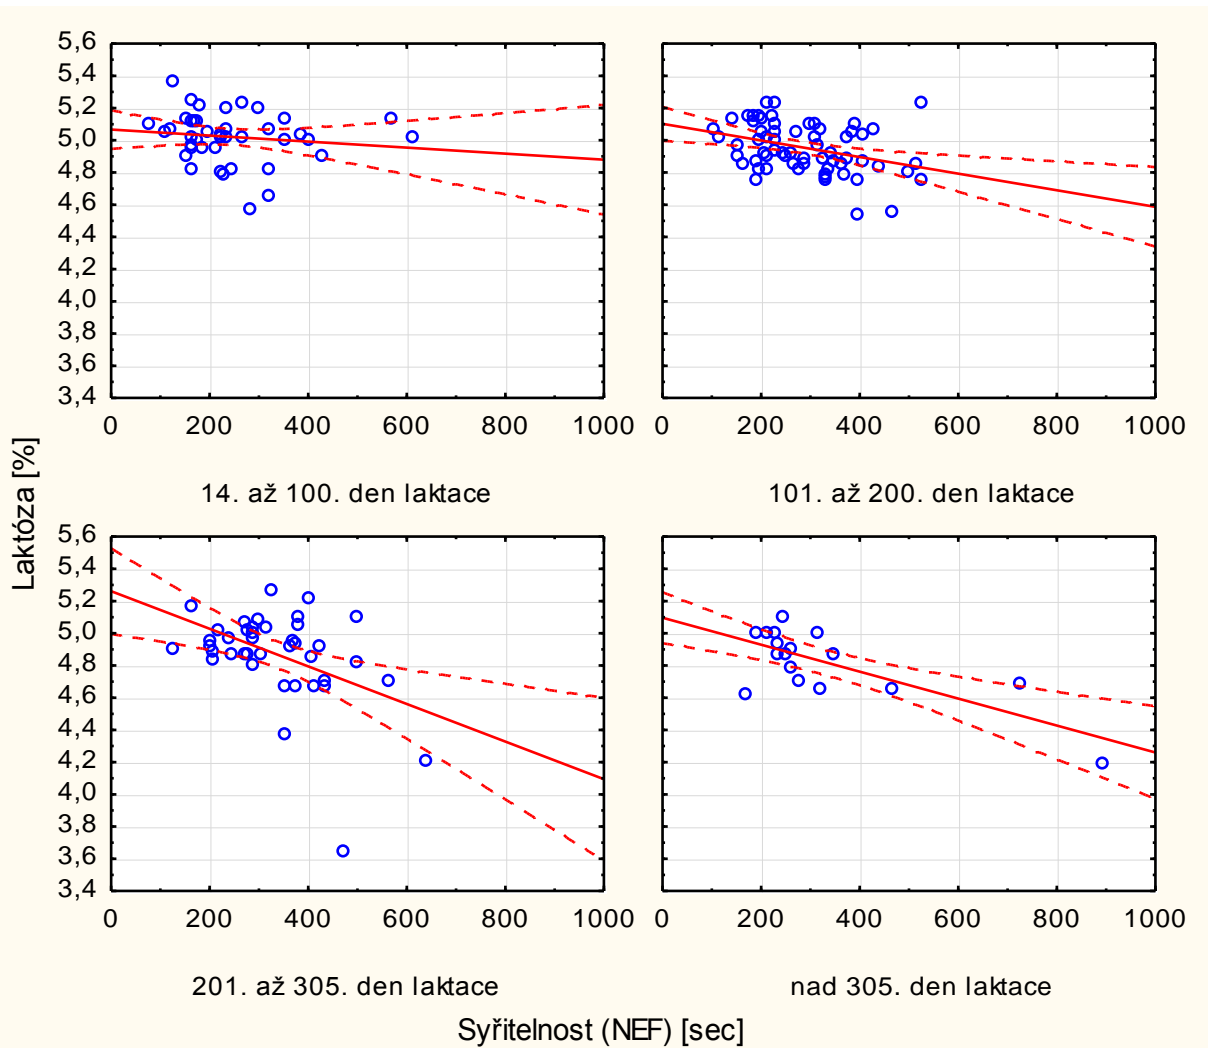 5,6
5,4
5,2
5,0
4,8
4,6
4,4
4,2
4,0
3,8
3,6
3,4
0 200 400 600 800 1000
0 200 400 600 800 1000
14. až 100. den laktace
101. až 200. den laktace
Laktóza [%]
5,6
5,4
5,2
5,0
4,8
4,6
4,4
4,2
4,0
3,8
3,6
3,4
0 200 400 600 800 1000
0 200 400 600 800 1000
201. až 305. den laktace
nad 305. den laktace
Syřitelnost (NEF) [sec]